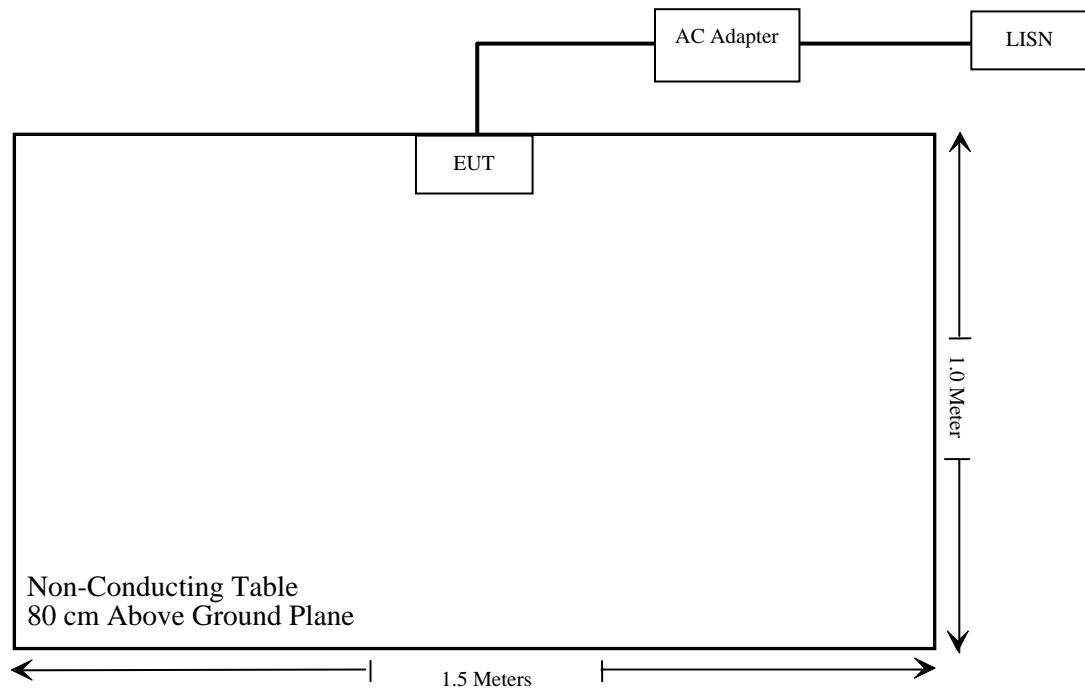 AC Adapter
LISN
EUT
1.0 Meter
Non-Conducting Table
80 cm Above Ground Plane
1.5 Meters